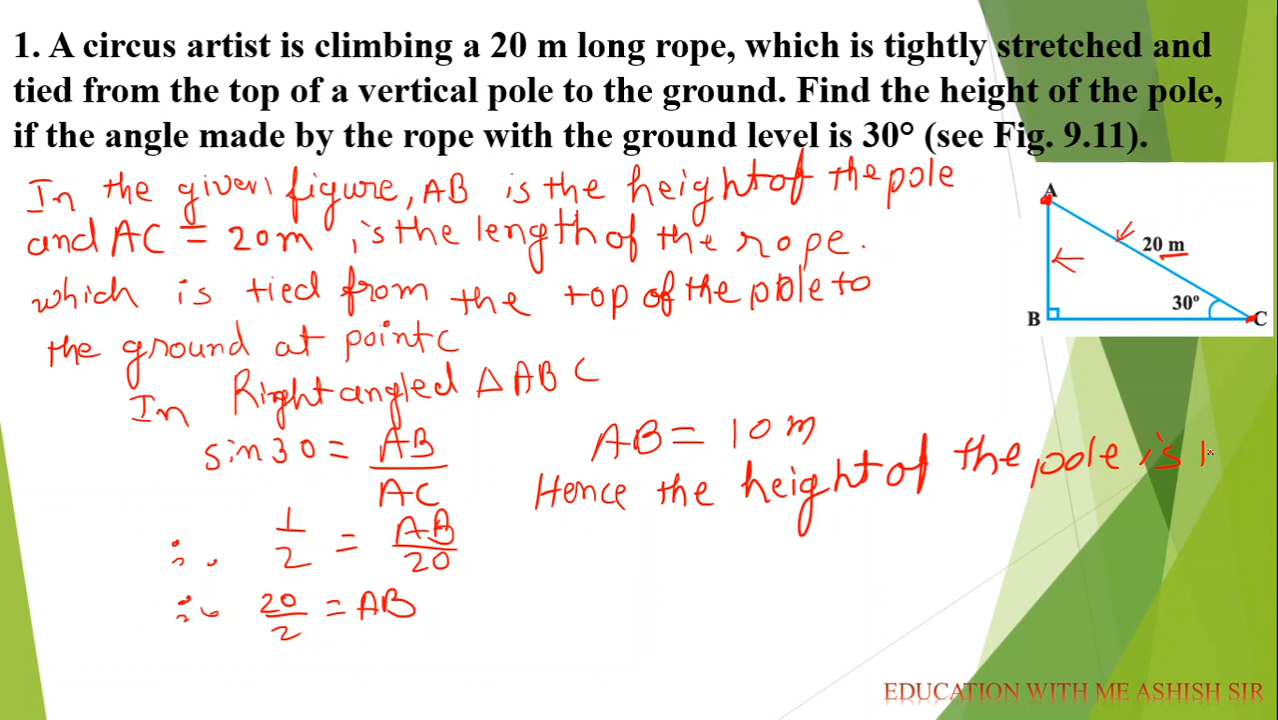 1. A circus artist is climbing a 20 m long rope, which is tightly stretched and
tied from the top of a vertical pole to the ground. Find the height of the pole,
if the angle made by the rope with the ground level is 30° (see Fig. 9.11).
In the given figure, AB is the height of the pole
and AC = 20m is the length of the rope.
which is tied from the top of the pole to
the ground at point C
In Right angled △ ABC
sin 30 = AB/AC
∴ 1/2 = AB/20
∴ 20/2 = AB
AB = 10 m
Hence the height of the pole is 1
A
20 m
30°
B
C
EDUCATION WITH ME ASHISH SIR